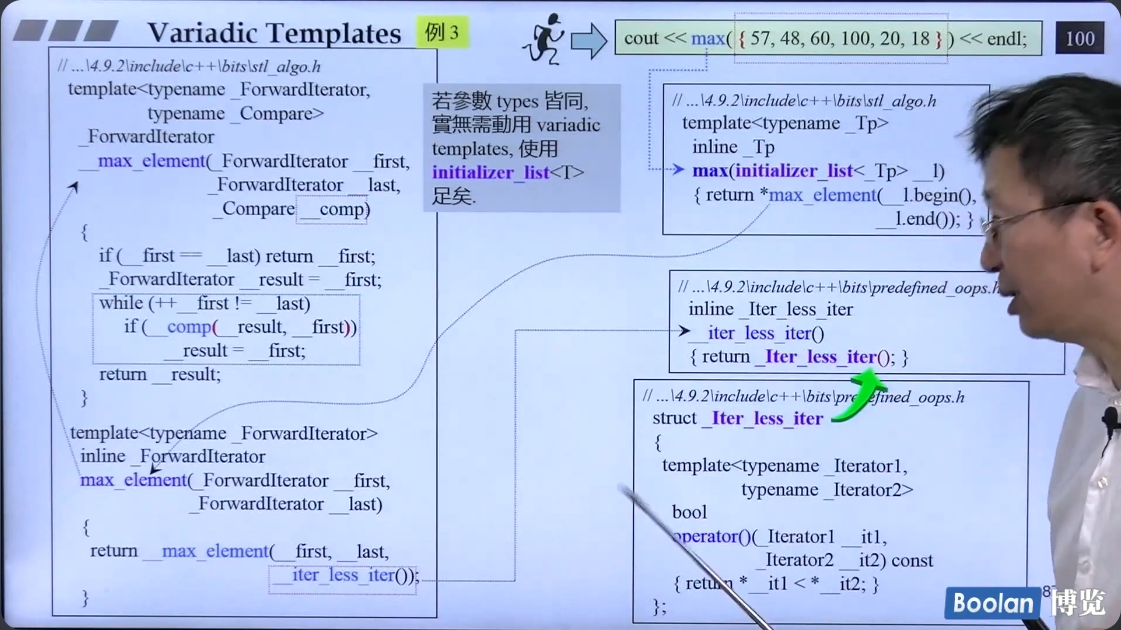 Variadic Templates
例 3
cout << max( { 57, 48, 60, 100, 20, 18 } ) << endl;
100
// ...\4.9.2\include\c++\bits\stl_algo.h
template<typename _ForwardIterator,
typename _Compare>
_ForwardIterator
__max_element(_ForwardIterator __first,
_ForwardIterator __last,
_Compare __comp)
{
if (__first == __last) return __first;
_ForwardIterator __result = __first;
while (++__first != __last)
if (__comp(__result, __first))
__result = __first;
return __result;
}
template<typename _ForwardIterator>
inline _ForwardIterator
max_element(_ForwardIterator __first,
_ForwardIterator __last)
{
return __max_element(__first, __last,
__iter_less_iter());
}
若參數 types 皆同,
實無需動用 variadic
templates, 使用
initializer_list<T>
足矣.
// ...\4.9.2\include\c++\bits\stl_algo.h
template<typename _Tp>
inline _Tp
max(initializer_list<_Tp> __l)
{ return *max_element(__l.begin(),
__l.end()); }
// ...\4.9.2\include\c++\bits\predefined_oops.h
inline _Iter_less_iter
__iter_less_iter()
{ return _Iter_less_iter(); }
// ...\4.9.2\include\c++\bits\predefined_oops.h
struct _Iter_less_iter
{
template<typename _Iterator1,
typename _Iterator2>
bool
operator()(_Iterator1 __it1,
_Iterator2 __it2) const
{ return *__it1 < *__it2; }
};
Boolan 博览